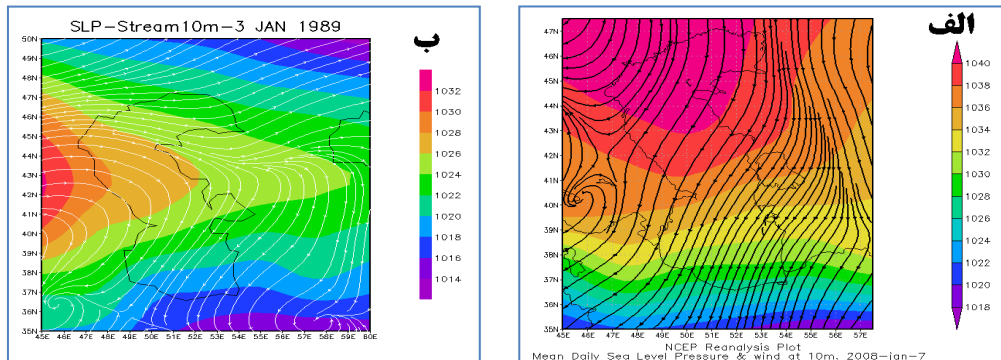 SLP-Stream10m-3 JAN 1989
ب
50N
49N
48N
47N
46N
45N
44N
43N
42N
41N
40N
39N
38N
37N
36N
35N
45E 47E 49E 50E 51E 52E 53E 54E 55E 56E 57E 58E 59E 80E
1032
1030
1028
1026
1024
1022
1020
1018
1016
1014
الف
47N
46N
45N
44N
43N
42N
41N
40N
39N
38N
37N
36N
35N
45E 46E 47E 48E 49E 50E 51E 52E 53E 54E 55E 56E 57E
1040
1038
1036
1034
1032
1030
1028
1026
1024
1022
1020
1018
NCEP Reanalysis Plot
Mean Daily Sea Level Pressure & wind at 10m. 2008-jan-7